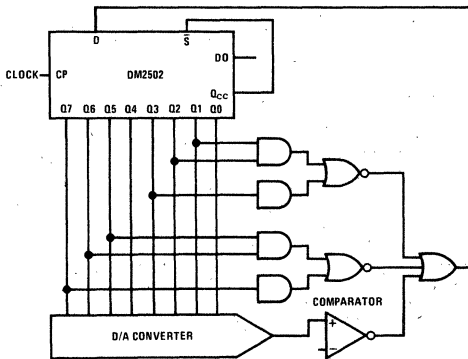 D S̅
DO
CLOCK CP DM2502
QCC
Q7 Q6 Q5 Q4 Q3 Q2 Q1 Q0
COMPARATOR
+
−
D/A CONVERTER